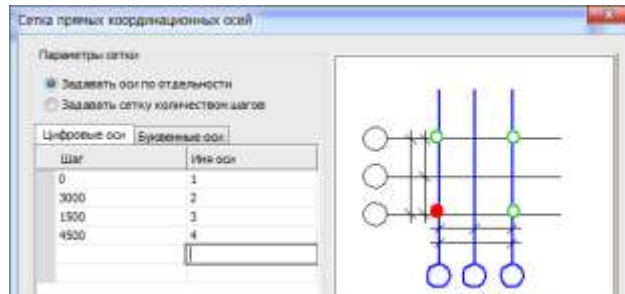 Сетка прямых координационных осей
Параметры сетки
Задавать оси по отдельности
Задавать сетку количеством шагов
Цифровые оси Буквенные оси
Шаг Имя оси
0 1
3000 2
1500 3
4500 4